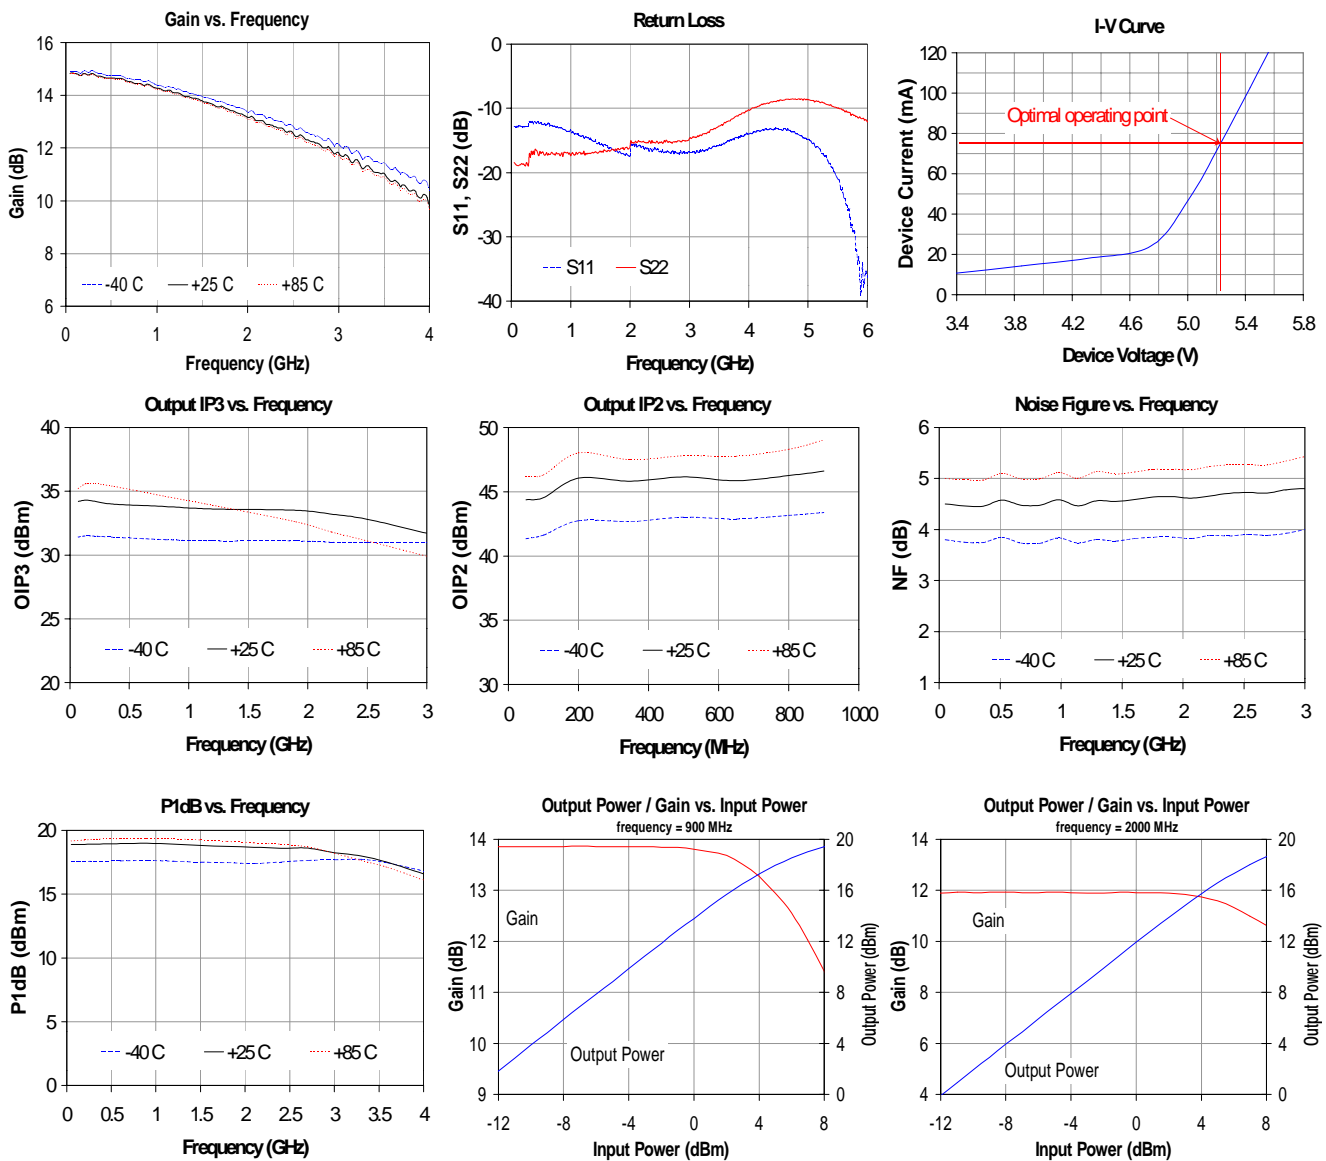 Gain vs. Frequency
16
14
12
10
8
6
Gain (dB)
-40 C
+25 C
+85 C
0
1
2
3
4
Frequency (GHz)
Return Loss
0
-10
-20
-30
-40
S11, S22 (dB)
S11
S22
0
1
2
3
4
5
6
Frequency (GHz)
I-V Curve
120
100
80
60
40
20
0
Device Current (mA)
Optimal operating point
3.4
3.8
4.2
4.6
5.0
5.4
5.8
Device Voltage (V)
Output IP3 vs. Frequency
40
35
30
25
20
OIP3 (dBm)
-40 C
+25 C
+85 C
0
0.5
1
1.5
2
2.5
3
Frequency (GHz)
Output IP2 vs. Frequency
50
45
40
35
30
OIP2 (dBm)
-40 C
+25 C
+85 C
0
200
400
600
800
1000
Frequency (MHz)
Noise Figure vs. Frequency
6
5
4
3
2
1
NF (dB)
-40 C
+25 C
+85 C
0
0.5
1
1.5
2
2.5
3
Frequency (GHz)
P1dB vs. Frequency
20
15
10
5
0
P1dB (dBm)
-40 C
+25 C
+85 C
0
0.5
1
1.5
2
2.5
3
3.5
4
Frequency (GHz)
Output Power / Gain vs. Input Power
frequency = 900 MHz
14
13
12
11
10
9
Gain (dB)
Gain
Output Power
20
16
12
8
4
0
Output Power (dBm)
-12
-8
-4
0
4
8
Input Power (dBm)
Output Power / Gain vs. Input Power
frequency = 2000 MHz
14
12
10
8
6
4
Gain (dB)
Gain
Output Power
20
16
12
8
4
0
Output Power (dBm)
-12
-8
-4
0
4
8
Input Power (dBm)